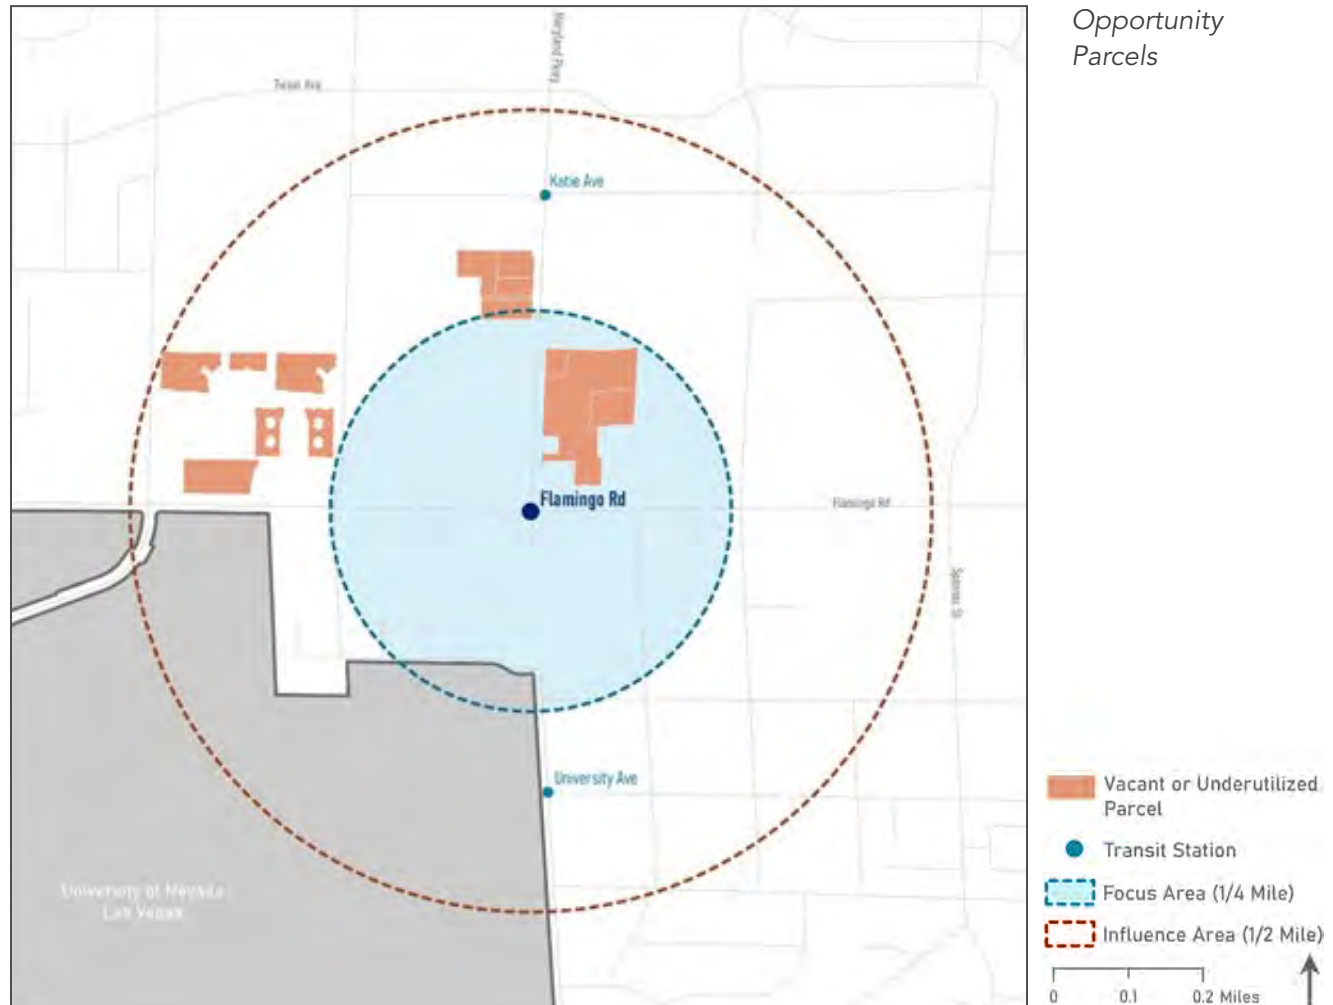 Opportunity
Parcels
Maryland Pkwy
Twain Ave
Katie Ave
Flamingo Rd
Flamingo Rd
Spencer St
University Ave
University of Nevada
Las Vegas
Vacant or Underutilized
Parcel
Transit Station
Focus Area (1/4 Mile)
Influence Area (1/2 Mile)
0 0.1 0.2 Miles